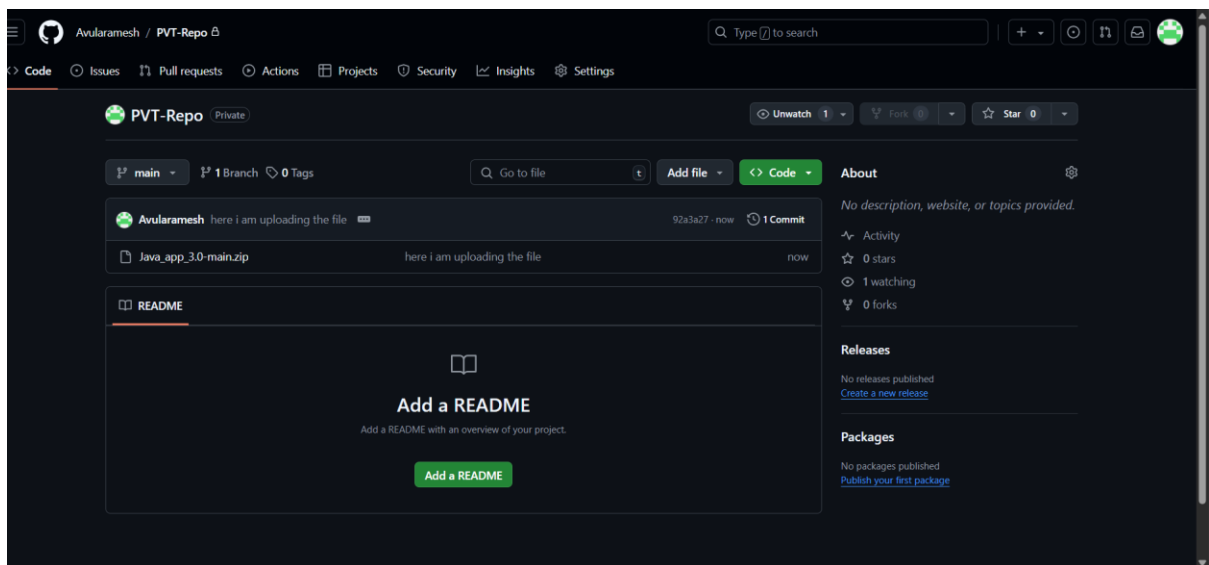 Avularamesh / PVT-Repo
Type / to search
Code Issues Pull requests Actions Projects Security Insights Settings
PVT-Repo Private
Unwatch 1 Fork 0 Star 0
main 1 Branch 0 Tags
Go to file t
Add file Code
Avularamesh here i am uploading the file
92a3a27 · now 1 Commit
Java_app_3.0-main.zip here i am uploading the file now
README
Add a README
Add a README with an overview of your project.
Add a README
About
No description, website, or topics provided.
Activity
0 stars
1 watching
0 forks
Releases
No releases published
Create a new release
Packages
No packages published
Publish your first package